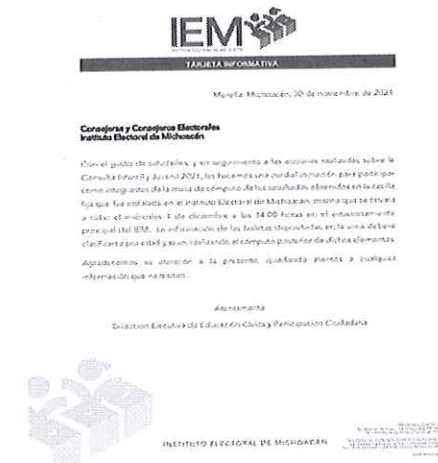 IEM
TARJETA INFORMATIVA
Morelia, Michoacán, 30 de noviembre de 2021
Consejeras y Consejeros Electorales
Instituto Electoral de Michoacán
Con el gusto de saludarles, y en seguimiento a las acciones realizadas sobre la
Consulta Infantil y Juvenil 2021, les hacemos una cordial invitación para participar
como integrantes de la mesa de cómputo de los resultados obtenidos en la casilla
fija que fue instalada en el Instituto Electoral de Michoacán, misma que se llevará
a cabo el miércoles 1 de diciembre a las 14:00 horas en el estacionamiento
principal del IEM. La información de las boletas depositadas en la urna deberá
clasificarse por edad y sexo, realizando el cómputo posterior de dichos elementos.
Agradecemos su atención a la presente, quedando atentos a cualquier
información que necesiten.
Atentamente
Dirección Ejecutiva de Educación Cívica y Participación Ciudadana
INSTITUTO ELECTORAL DE MICHOACÁN